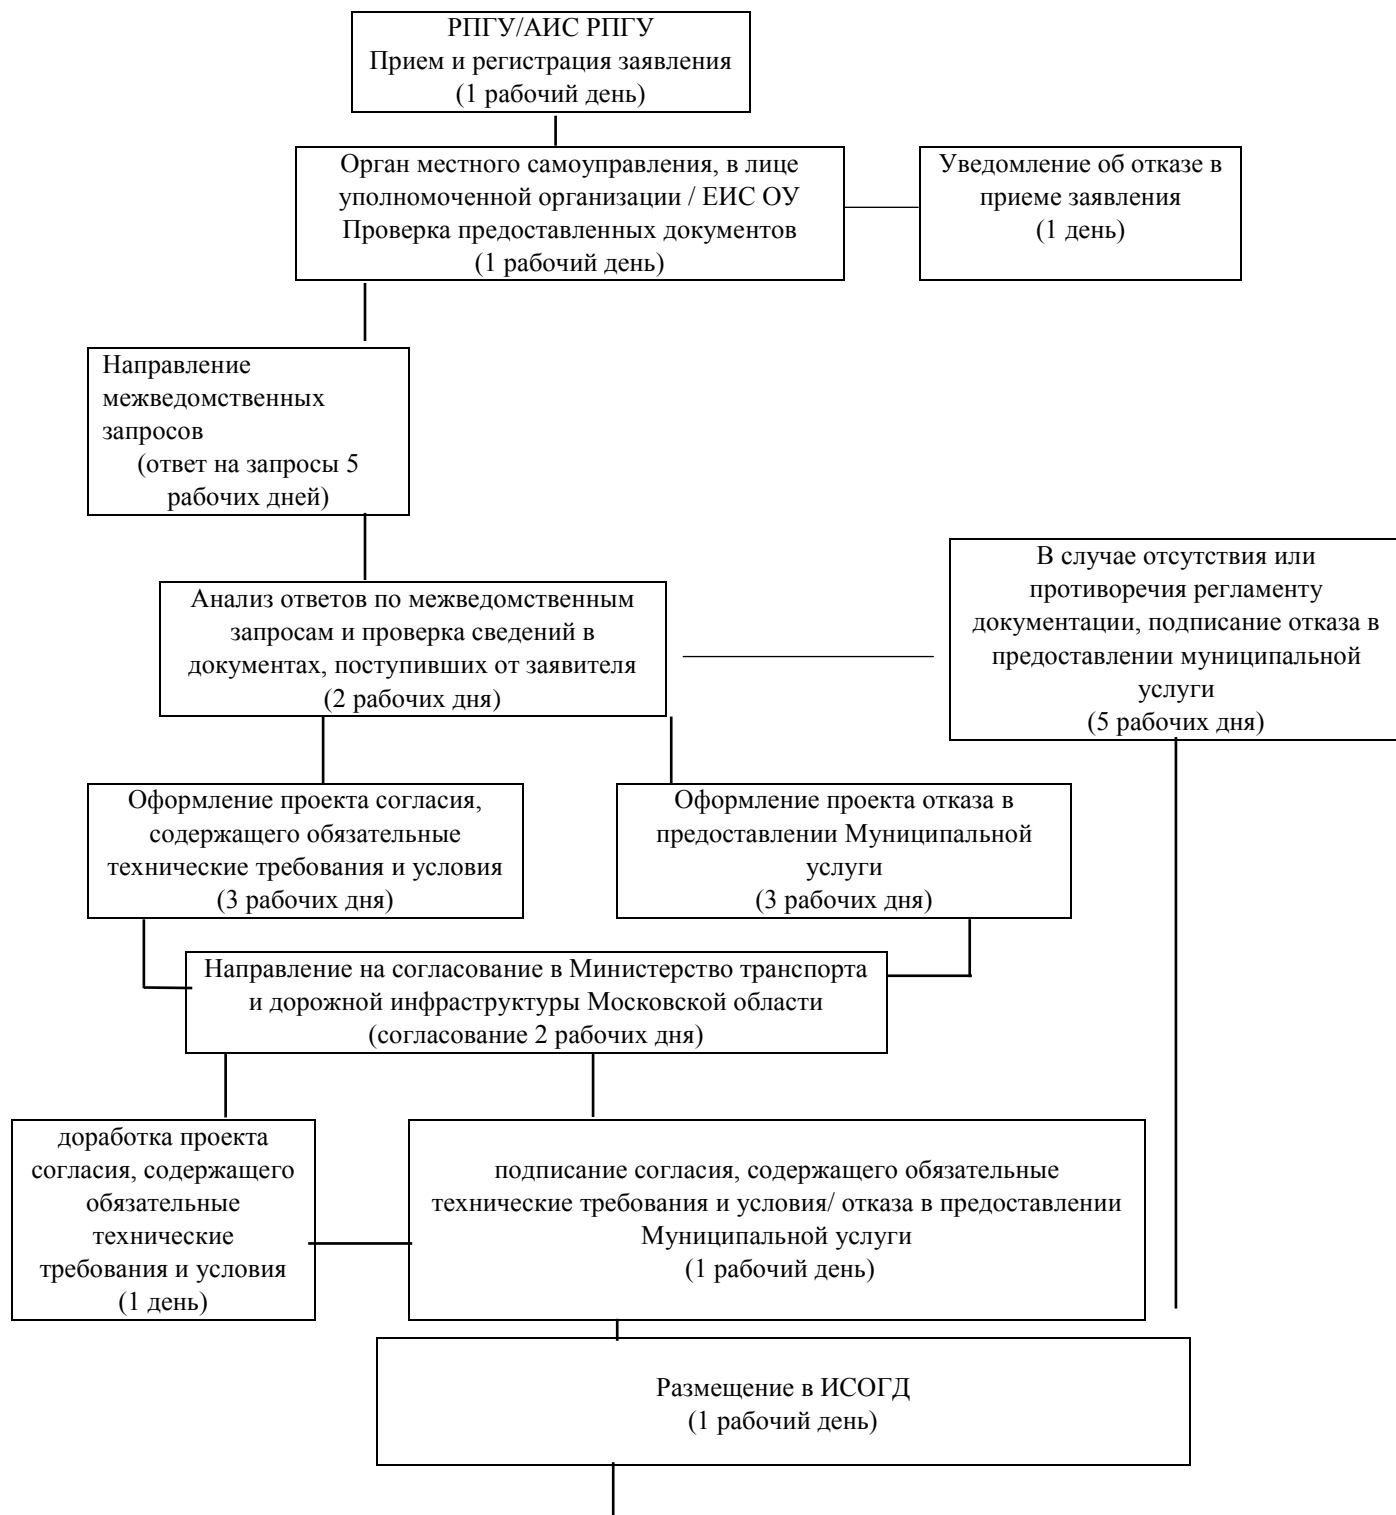 РПГУ/АИС РПГУ
Прием и регистрация заявления
(1 рабочий день)
Орган местного самоуправления, в лице
уполномоченной организации / ЕИС ОУ
Проверка предоставленных документов
(1 рабочий день)
Уведомление об отказе в
приеме заявления
(1 день)
Направление
межведомственных
запросов
(ответ на запросы 5
рабочих дней)
Анализ ответов по межведомственным
запросам и проверка сведений в
документах, поступивших от заявителя
(2 рабочих дня)
В случае отсутствия или
противоречия регламенту
документации, подписание отказа в
предоставлении муниципальной
услуги
(5 рабочих дня)
Оформление проекта согласия,
содержащего обязательные
технические требования и условия
(3 рабочих дня)
Оформление проекта отказа в
предоставлении Муниципальной
услуги
(3 рабочих дня)
Направление на согласование в Министерство транспорта
и дорожной инфраструктуры Московской области
(согласование 2 рабочих дня)
доработка проекта
согласия, содержащего
обязательные
технические
требования и условия
(1 день)
подписание согласия, содержащего обязательные
технические требования и условия/ отказа в предоставлении
Муниципальной услуги
(1 рабочий день)
Размещение в ИСОГД
(1 рабочий день)